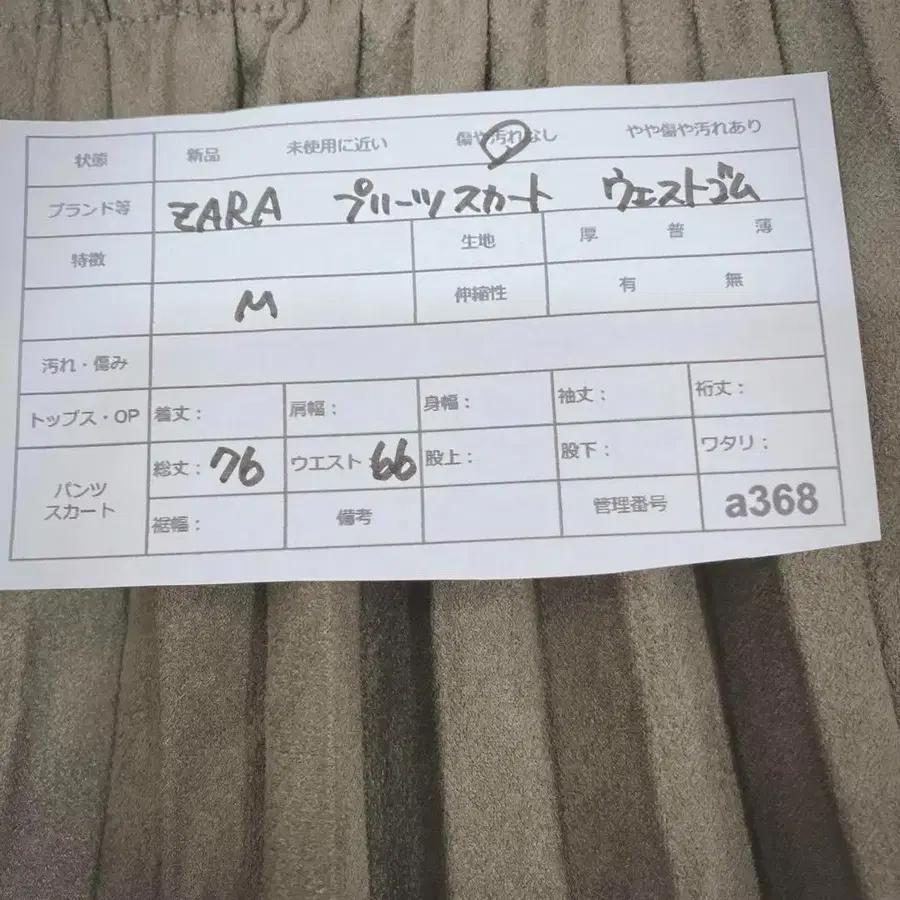 状態 新品 未使用に近い 傷や汚れなし やや傷や汚れあり
ブランド等 ZARA プリーツスカート ウェストゴム
特徴 生地 厚 普 薄
M 伸縮性 有 無
汚れ・傷み
トップス・OP 着丈: 肩幅: 身幅: 袖丈: 裄丈:
パンツ スカート 総丈: 76 ウエスト 66 股上: 股下: ワタリ:
裾幅: 備考 管理番号 a368